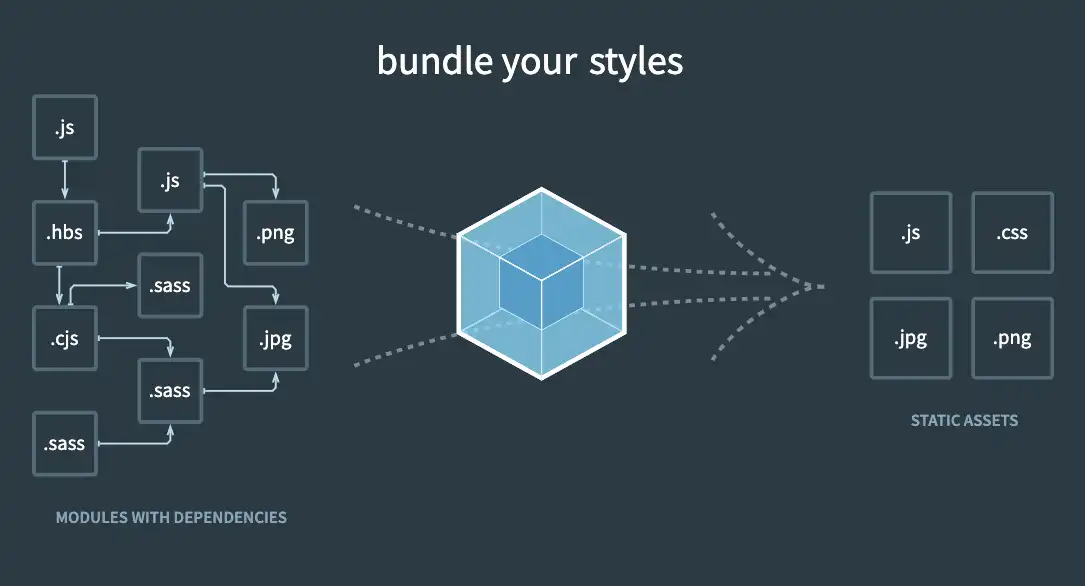 bundle your styles
.js
.js
.hbs
.png
.sass
.cjs
.jpg
.sass
.sass
MODULES WITH DEPENDENCIES
.js
.css
.jpg
.png
STATIC ASSETS